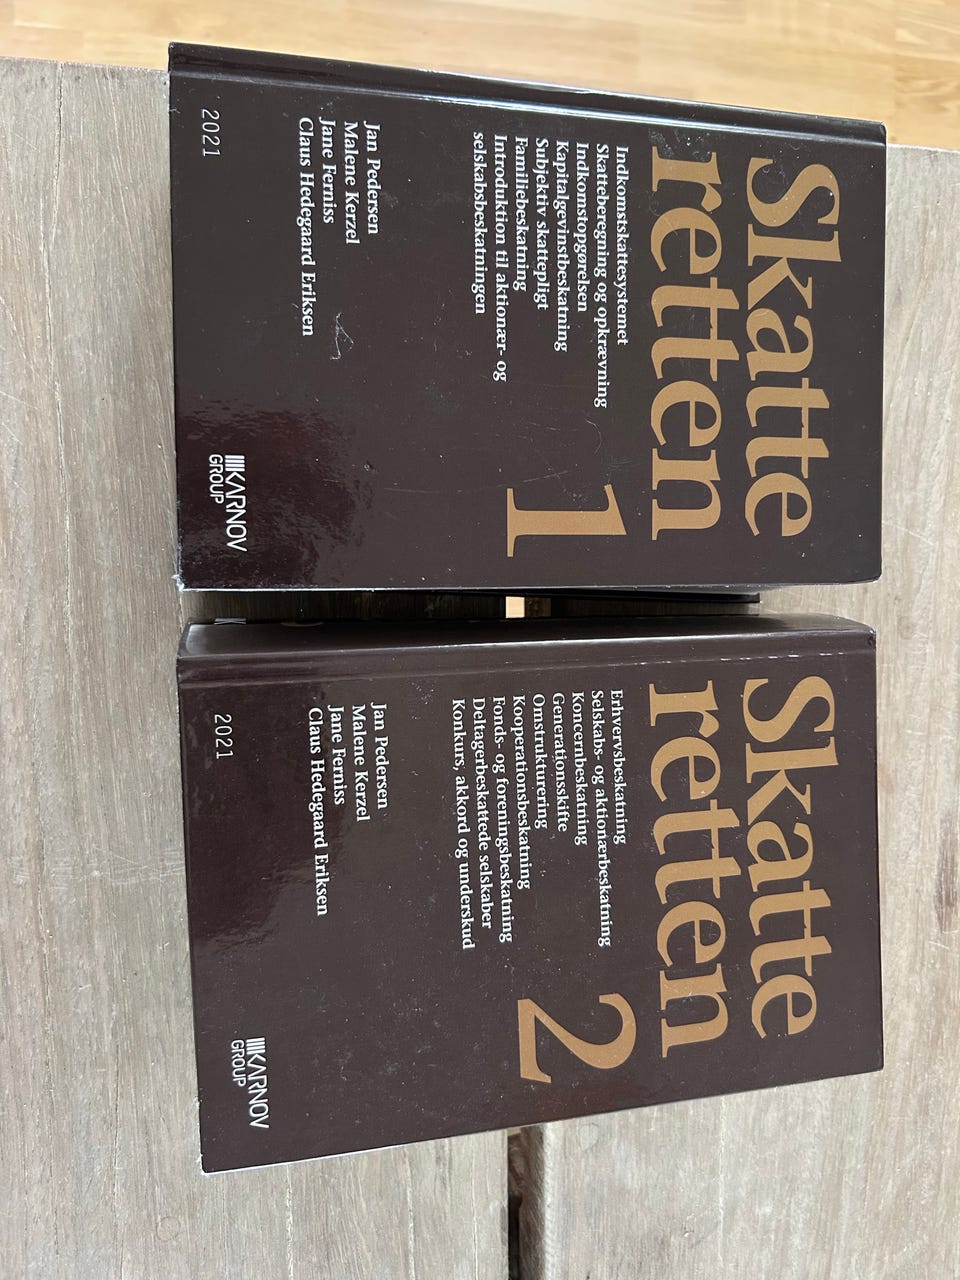 Skatte
retten
1
Indkomstskattesystemet
Skatteberegning og opkrævning
Indkomstopgørelsen
Kapitalgevinstbeskatning
Subjektiv skattepligt
Familiebeskatning
Introduktion til aktionær- og
selskabsbeskatningen
Jan Pedersen
Malene Kerzel
Jane Ferniss
Claus Hedegaard Eriksen
2021
KARNOV
GROUP
Skatte
retten
2
Erhvervsbeskatning
Selskabs- og aktionærbeskatning
Koncernbeskatning
Generationsskifte
Omstrukturering
Kooperationsbeskatning
Fonds- og foreningsbeskatning
Deltagerbeskattede selskaber
Konkurs, akkord og underskud
Jan Pedersen
Malene Kerzel
Jane Ferniss
Claus Hedegaard Eriksen
2021
KARNOV
GROUP